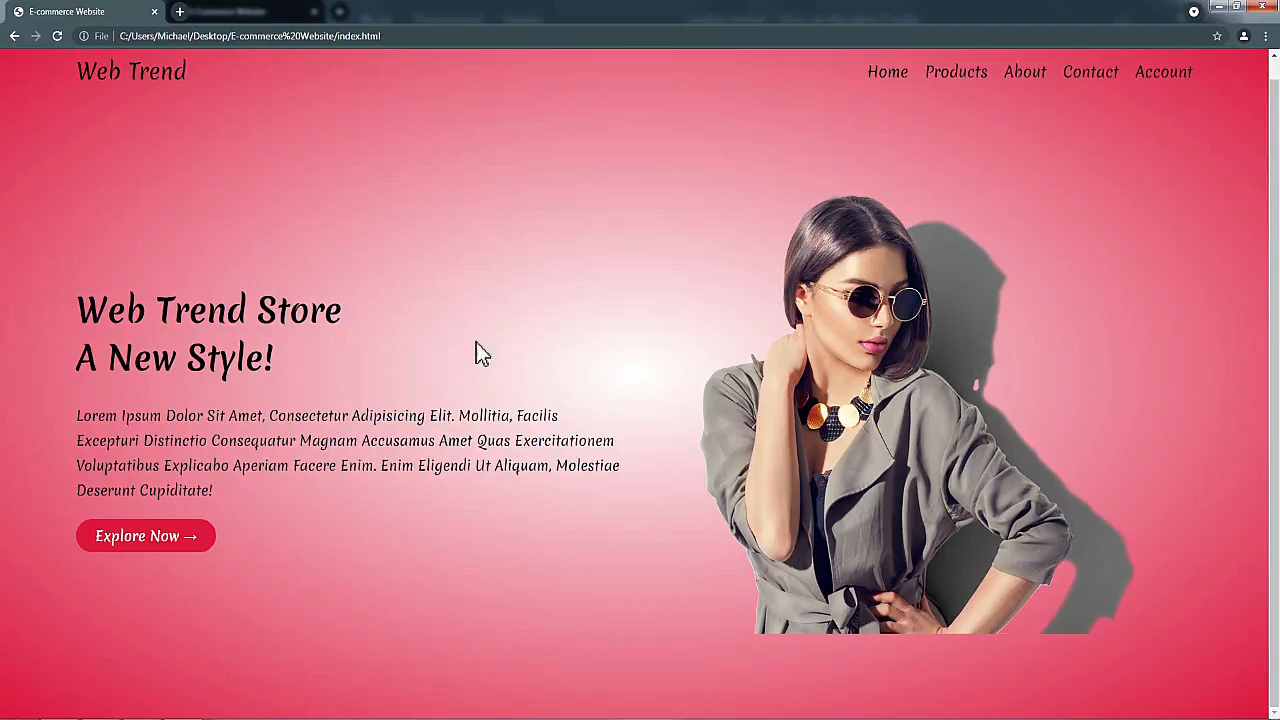 E-commerce Website
File
C:/Users/Michael/Desktop/E-commerce%20Website/index.html
Web Trend
Home Products About Contact Account
Web Trend Store
A New Style!
Lorem Ipsum Dolor Sit Amet, Consectetur Adipisicing Elit. Mollitia, Facilis
Excepturi Distinctio Consequatur Magnam Accusamus Amet Quas Exercitationem
Voluptatibus Explicabo Aperiam Facere Enim. Enim Eligendi Ut Aliquam, Molestiae
Deserunt Cupiditate!
Explore Now →